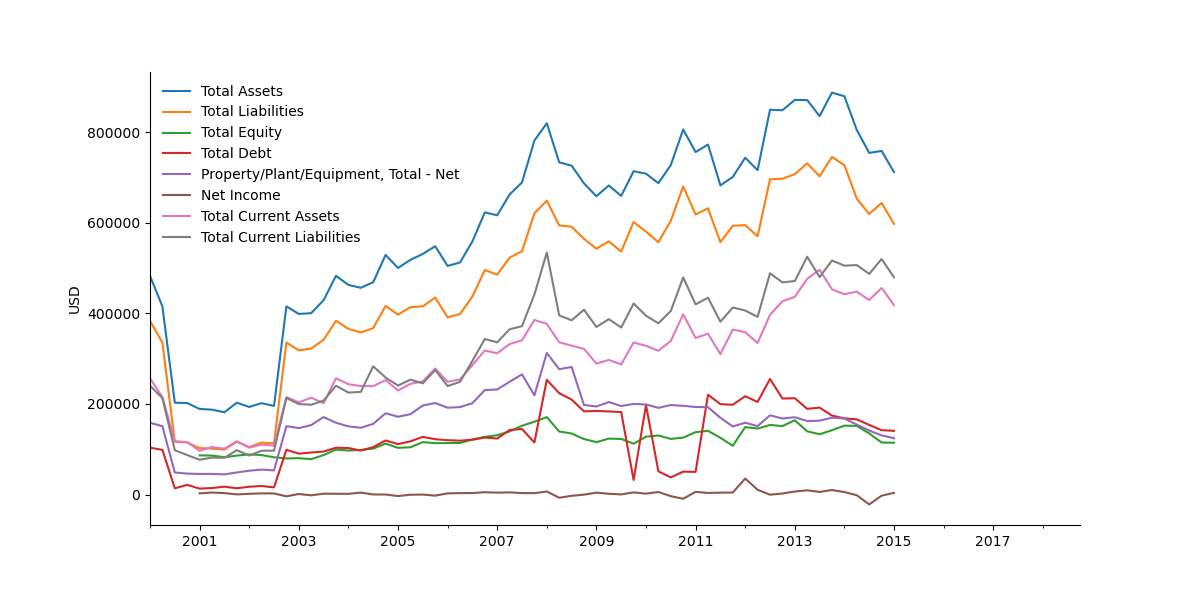 Total Assets
Total Liabilities
Total Equity
Total Debt
Property/Plant/Equipment, Total - Net
Net Income
Total Current Assets
Total Current Liabilities
800000
600000
400000
200000
0
USD
2001 2003 2005 2007 2009 2011 2013 2015 2017